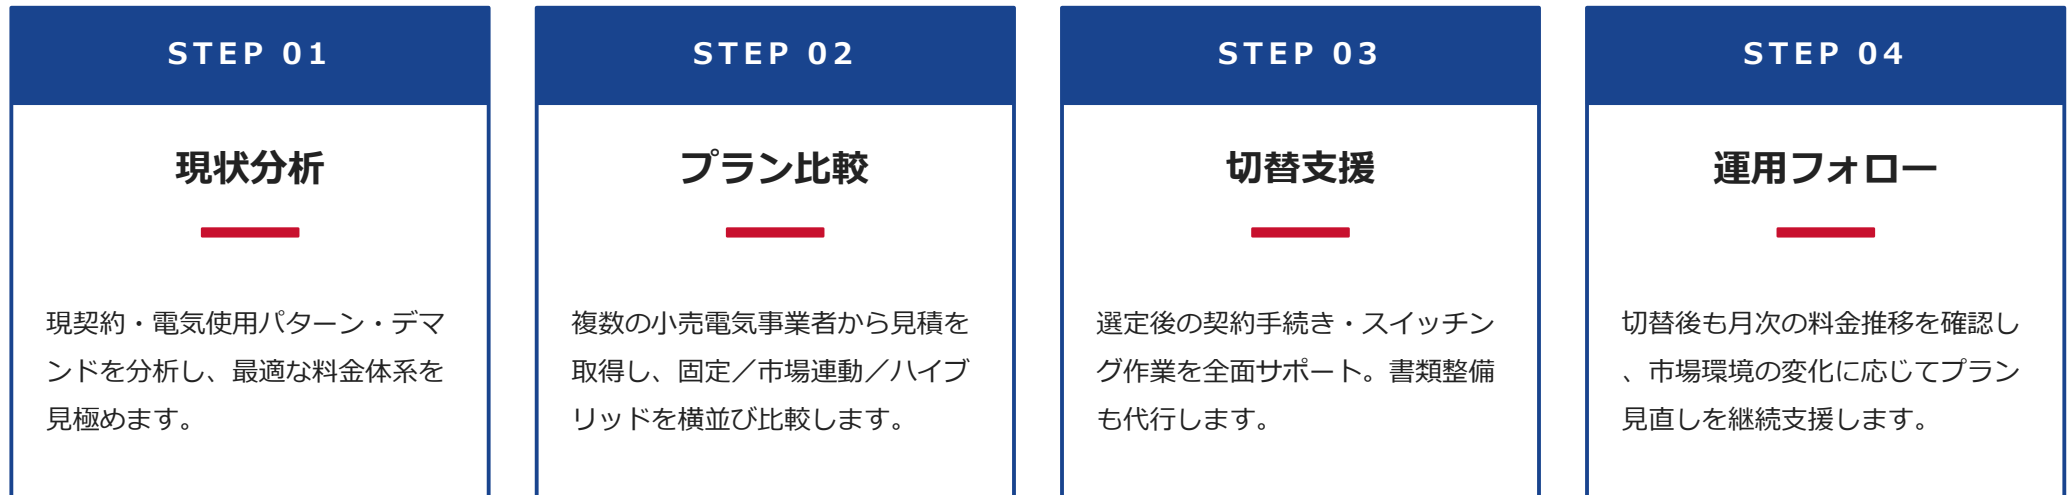 STEP 01
現状分析
現契約・電気使用パターン・デマ
ンドを分析し、最適な料金体系を
見極めます。
STEP 02
プラン比較
複数の小売電気事業者から見積を
取得し、固定／市場連動／ハイブ
リッドを横並び比較します。
STEP 03
切替支援
選定後の契約手続き・スイッチン
グ作業を全面サポート。書類整備
も代行します。
STEP 04
運用フォロー
切替後も月次の料金推移を確認し
、市場環境の変化に応じてプラン
見直しを継続支援します。